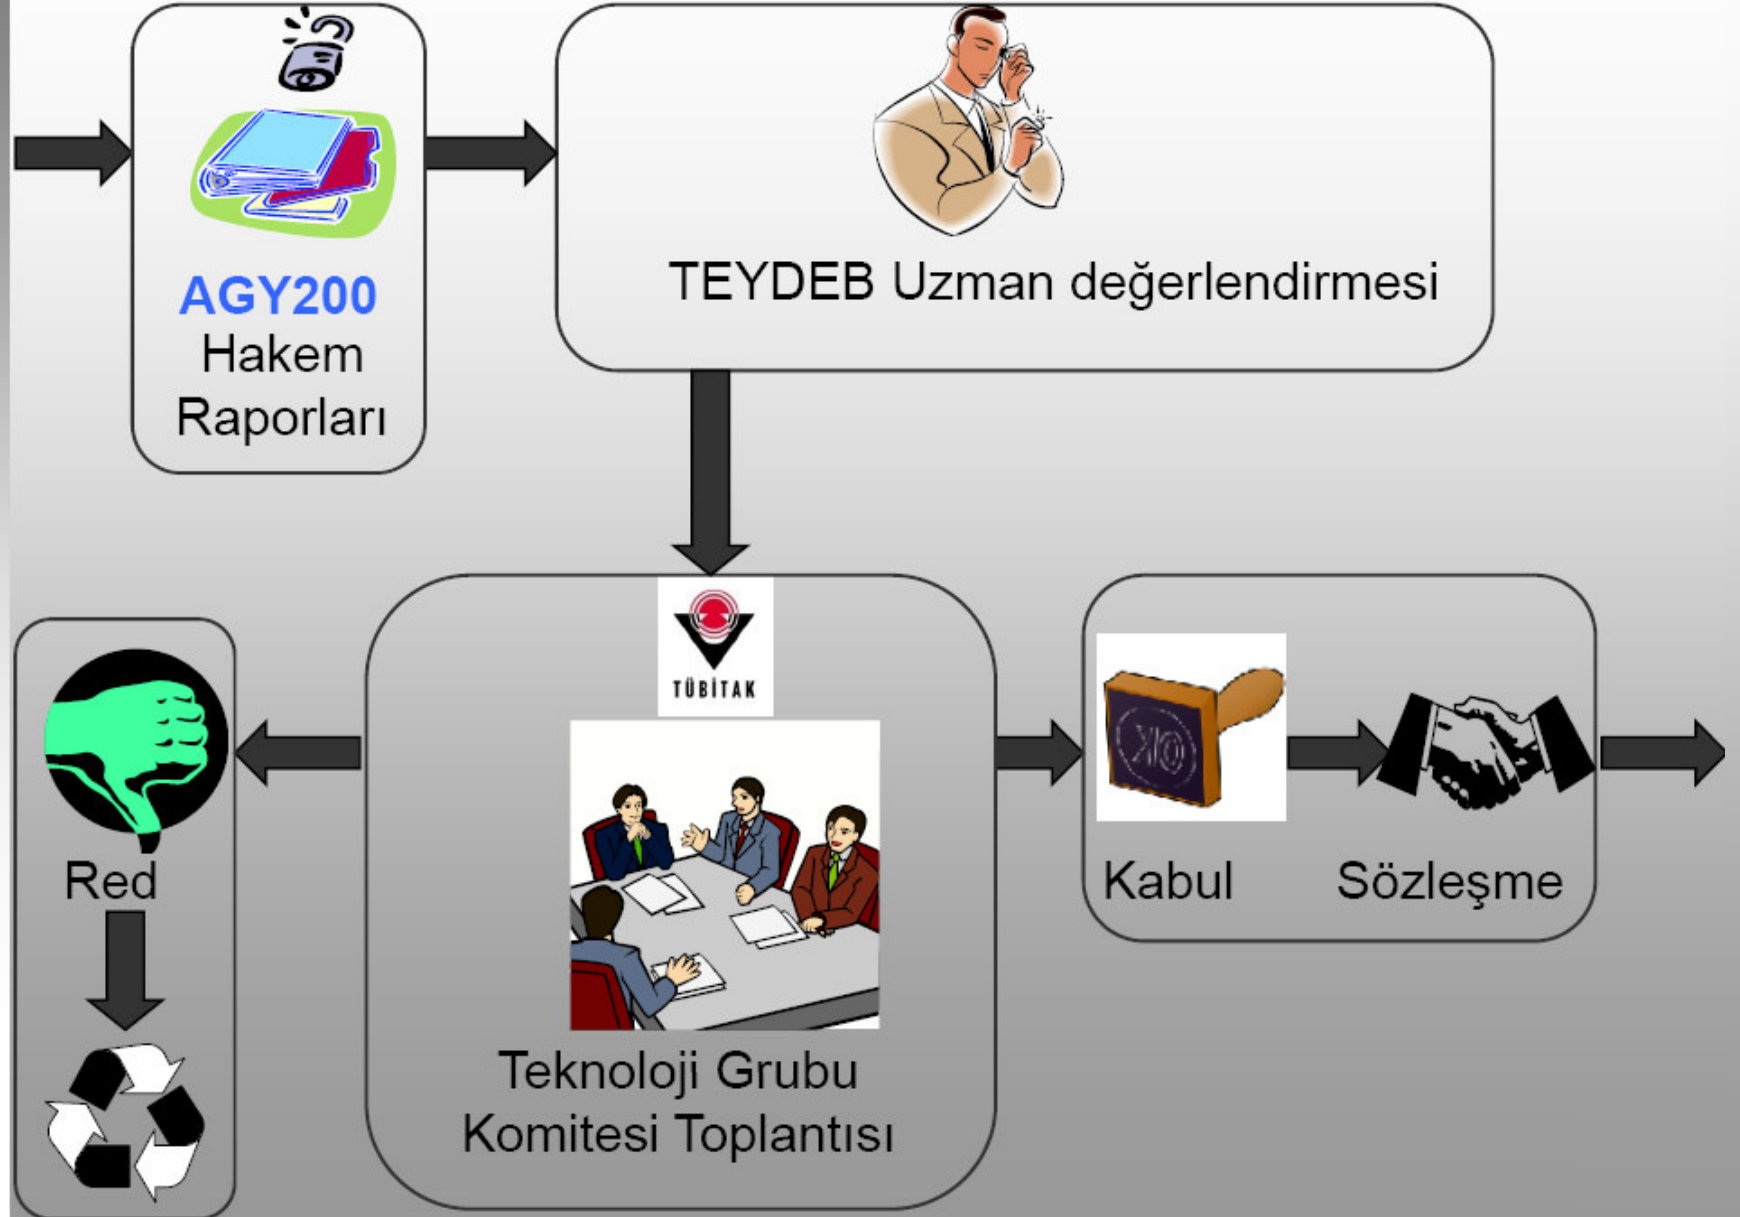 AGY200
Hakem
Raporları
TEYDEB Uzman değerlendirmesi
TÜBİTAK
Red
OK
Kabul
Sözleşme
Teknoloji Grubu
Komitesi Toplantısı